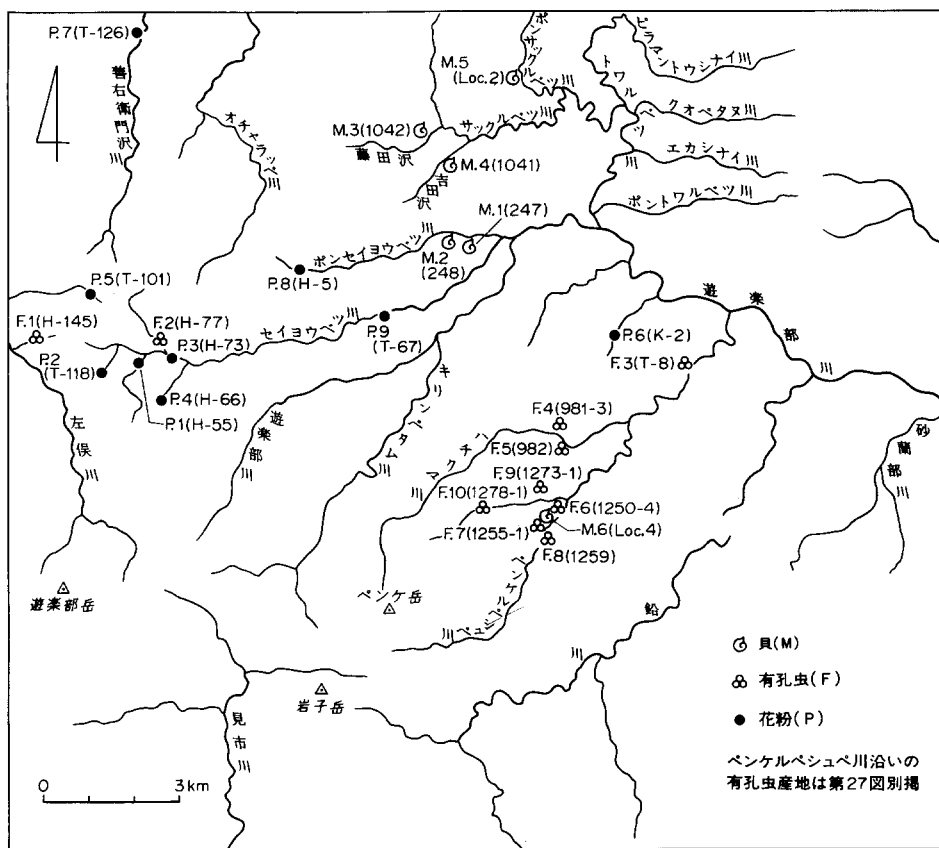 P.7(T-126)
善右衛門沢川
オチャラッペ川
M.5
(Loc.2)
ポンサックルベツ川
ピラマントウシナイ川
トワルベツ川
クオペタヌ川
エカシナイ川
ポントワルベツ川
M.3(1042)
サックルベツ川
藤田沢
M.4(1041)
吉田沢
M.1(247)
M.2
(248)
ポンセイヨウベツ川
P.8(H-5)
P.5(T-101)
F.1(H-145)
F.2(H-77)
P.3(H-73)
セイヨウベツ川
P.9
(T-67)
P.2
(T-118)
P.4(H-66)
P.1(H-55)
左俣川
遊楽部川
キリペンタム川
遊楽部川
P.6(K-2)
F.3(T-8)
F.4(981-3)
F.5(982)
マクチハ川
F.9(1273-1)
F.10(1278-1)
F.6(1250-4)
M.6(Loc.4)
F.7(1255-1)
F.8(1259)
ペンケルペシュペ川
砂蘭部川
鉛川
遊楽部岳
ペンケ岳
岩子岳
見市川
貝(M)
有孔虫(F)
花粉(P)
ペンケルペシュペ川沿いの
有孔虫産地は第27図別掲
0 3km